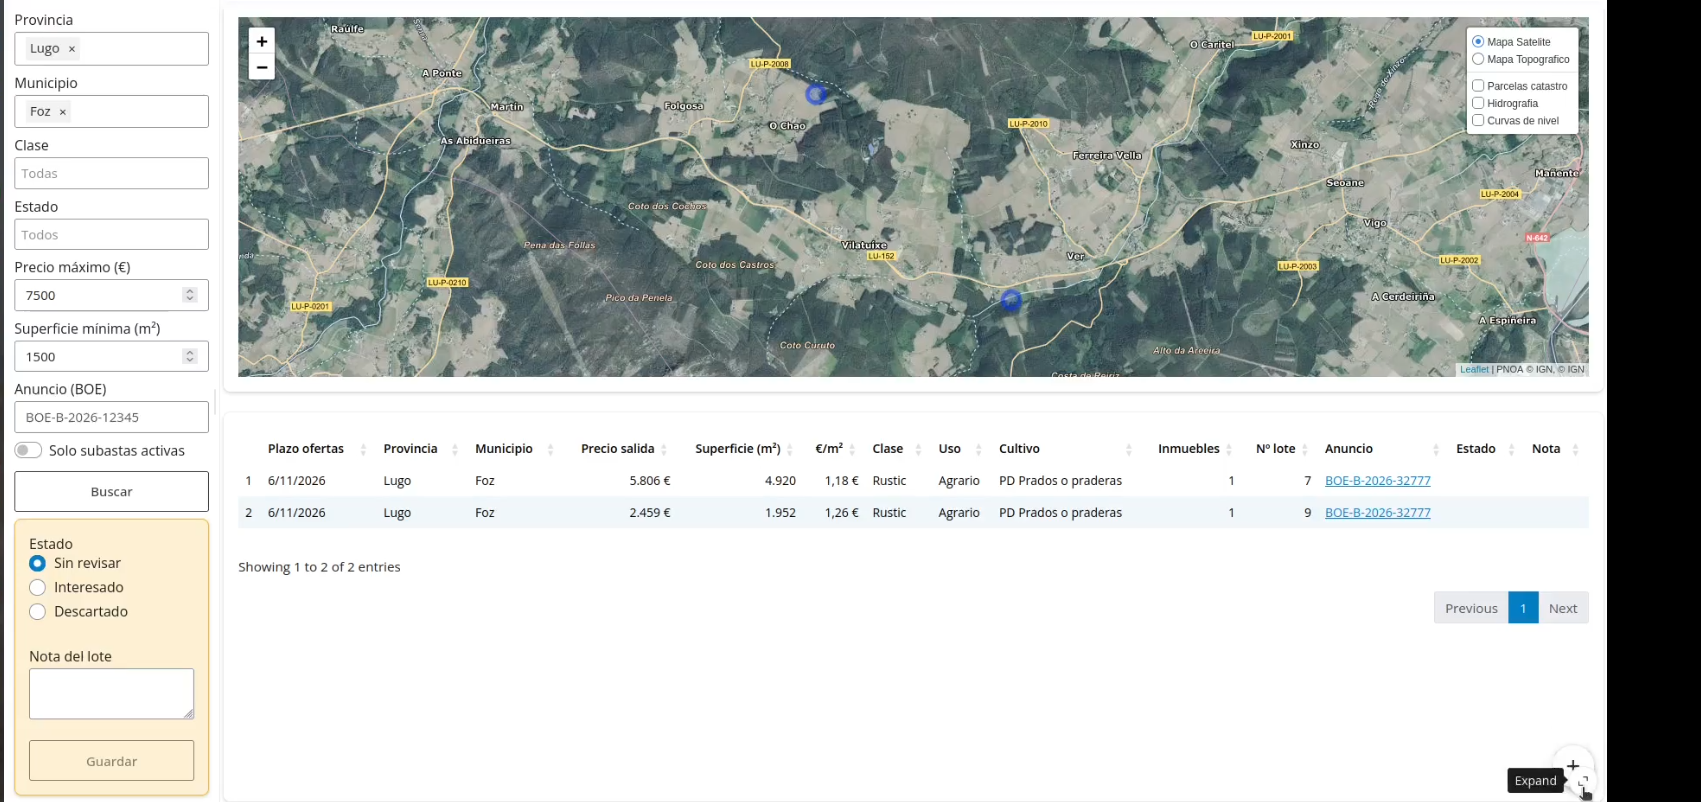 Provincia
Lugo ×
Municipio
Foz ×
Clase
Todas
Estado
Todos
Precio máximo (€)
7500
Superficie mínima (m²)
1500
Anuncio (BOE)
BOE-B-2026-12345
Solo subastas activas
Buscar
Estado
Sin revisar
Interesado
Descartado
Nota del lote
Guardar
+
−
Raúlfe
A Ponte
Martin
As Abidueiras
LU-P-2008
Folgosa
O Chao
O Caritel
LU-P-2001
LU-P-2010
Ferreira Vella
Xinzo
Seoane
Mañente
LU-P-2004
Vigo
N-642
Coto dos Cochos
Pena das Follas
Coto dos Castros
Vilatuíxe
LU-152
Ver
LU-P-2003
LU-P-2002
LU-P-0210
LU-P-0201
Pico da Penela
A Cerdeiriña
A Espiñeira
Coto Curuto
Alto da Areeira
Costa de Reiriz
Mapa Satelite
Mapa Topografico
Parcelas catastro
Hidrografia
Curvas de nivel
Leaflet | PNOA © IGN, © IGN
Plazo ofertas Provincia Municipio Precio salida Superficie (m²) €/m² Clase Uso Cultivo Inmuebles Nº lote Anuncio Estado Nota
1 6/11/2026 Lugo Foz 5.806 € 4.920 1,18 € Rustic Agrario PD Prados o praderas 1 7 BOE-B-2026-32777
2 6/11/2026 Lugo Foz 2.459 € 1.952 1,26 € Rustic Agrario PD Prados o praderas 1 9 BOE-B-2026-32777
Showing 1 to 2 of 2 entries
Previous 1 Next
+
Expand